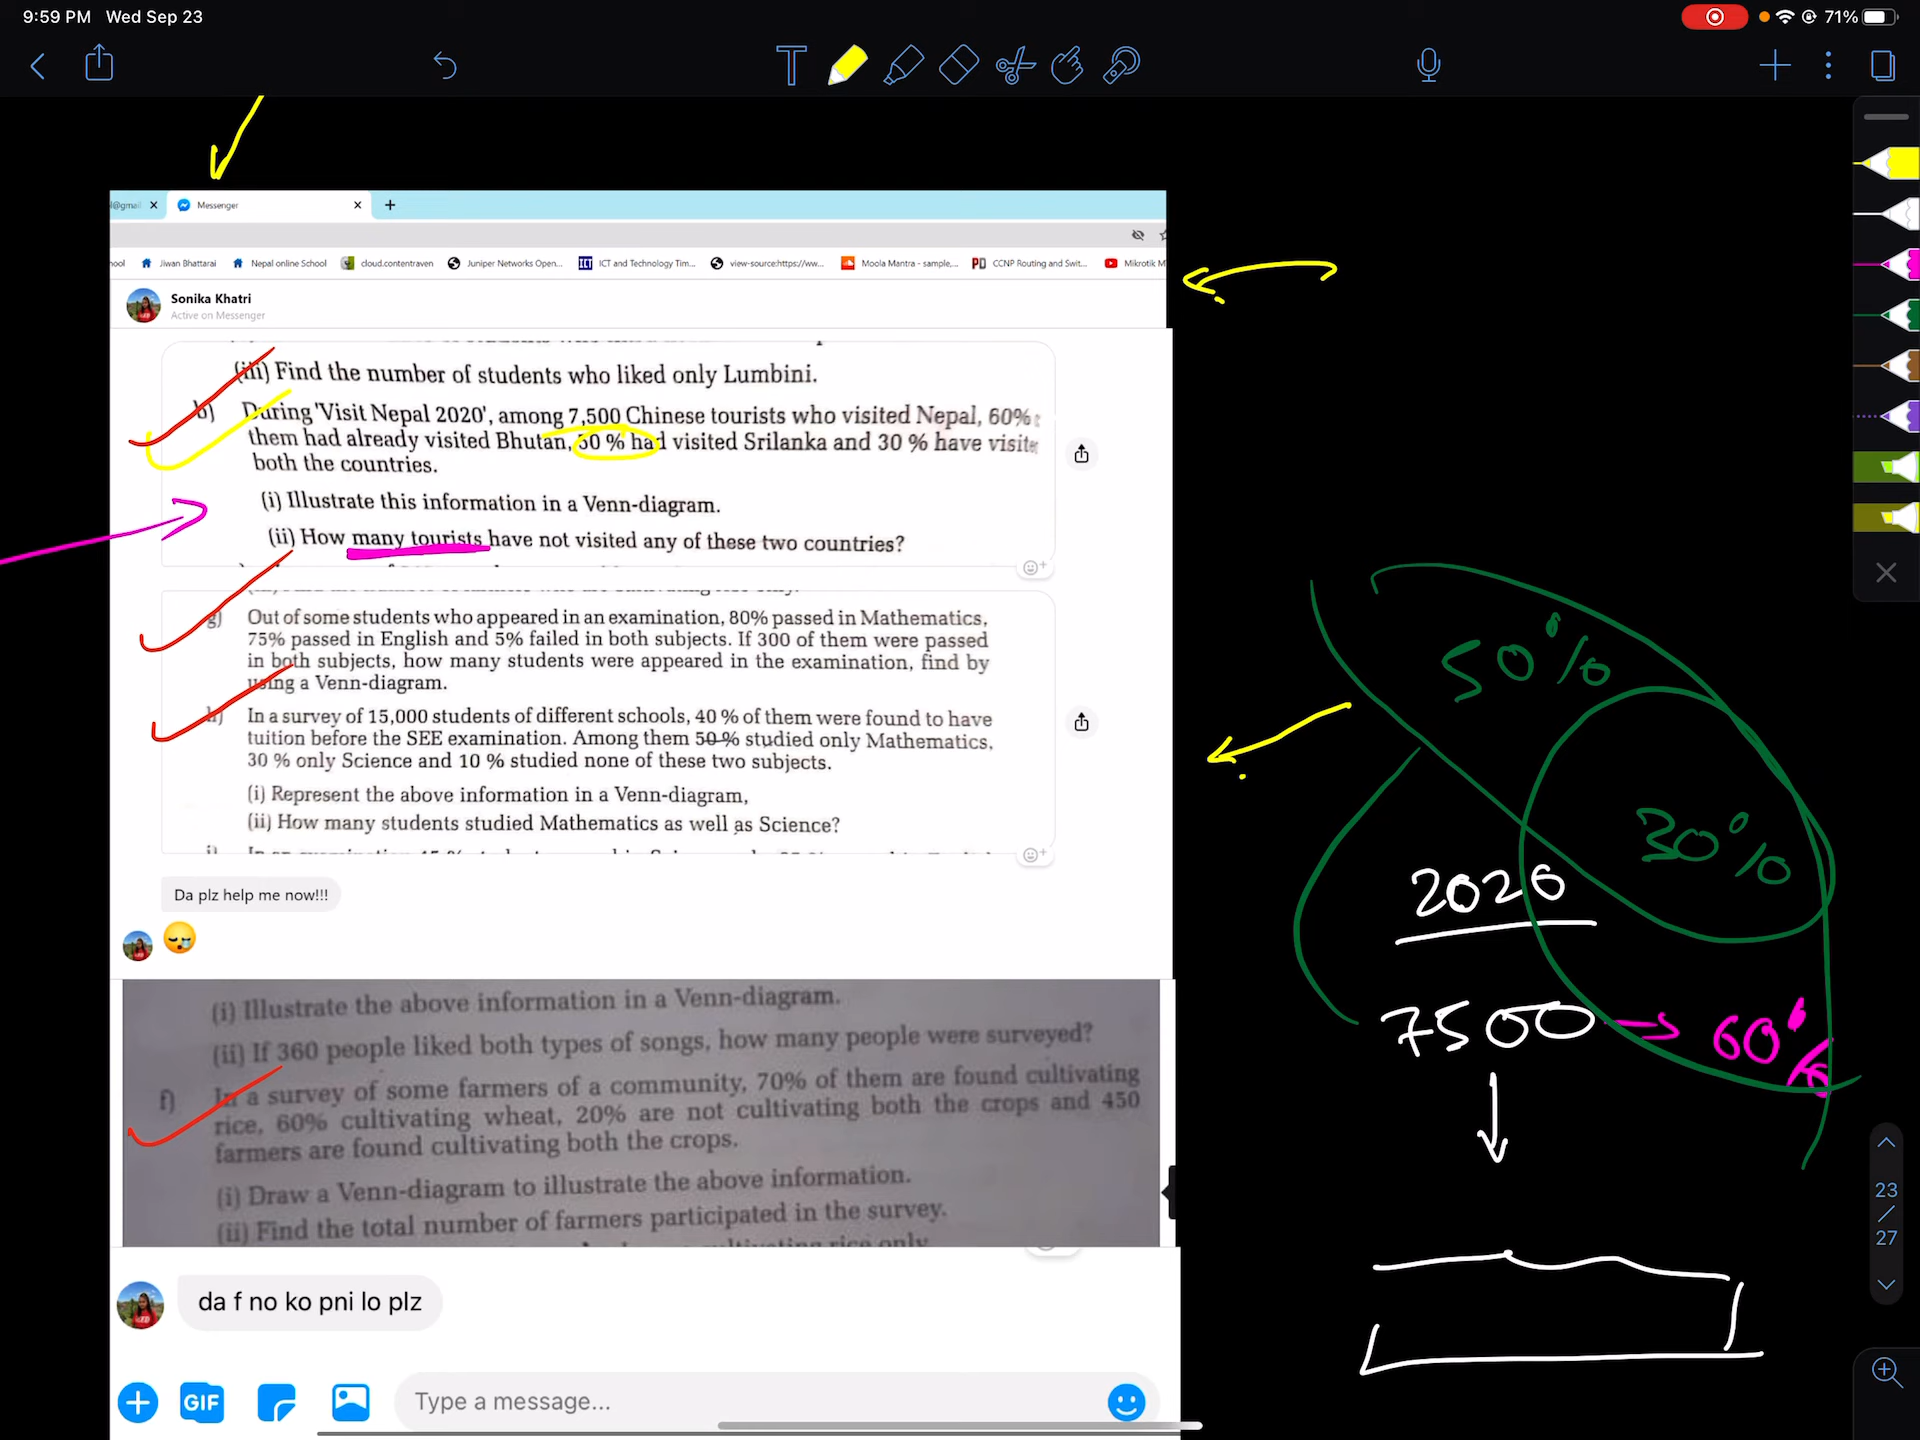 9:59 PM Wed Sep 23
71%
@gmail
Messenger
ool Jiwan Bhattarai Nepal online School cloud.contentraven Juniper Networks Open... ICT and Technology Tim... view-source:https://ww... Moola Mantra - sample,... CCNP Routing and Swit... Mikrotik M
Sonika Khatri
Active on Messenger
(iii) Find the number of students who liked only Lumbini.
b) During 'Visit Nepal 2020', among 7,500 Chinese tourists who visited Nepal, 60%
them had already visited Bhutan, 50 % had visited Srilanka and 30 % have visite
both the countries.
(i) Illustrate this information in a Venn-diagram.
(ii) How many tourists have not visited any of these two countries?
g) Out of some students who appeared in an examination, 80% passed in Mathematics,
75% passed in English and 5% failed in both subjects. If 300 of them were passed
in both subjects, how many students were appeared in the examination, find by
using a Venn-diagram.
h) In a survey of 15,000 students of different schools, 40 % of them were found to have
tuition before the SEE examination. Among them 50 % studied only Mathematics,
30 % only Science and 10 % studied none of these two subjects.
(i) Represent the above information in a Venn-diagram,
(ii) How many students studied Mathematics as well as Science?
Da plz help me now!!!
(i) Illustrate the above information in a Venn-diagram.
(ii) If 360 people liked both types of songs, how many people were surveyed?
f) In a survey of some farmers of a community, 70% of them are found cultivating
rice, 60% cultivating wheat, 20% are not cultivating both the crops and 450
farmers are found cultivating both the crops.
(i) Draw a Venn-diagram to illustrate the above information.
(ii) Find the total number of farmers participated in the survey.
da f no ko pni lo plz
GIF
Type a message...
50%
30%
2020
7500 → 60%
23
/
27